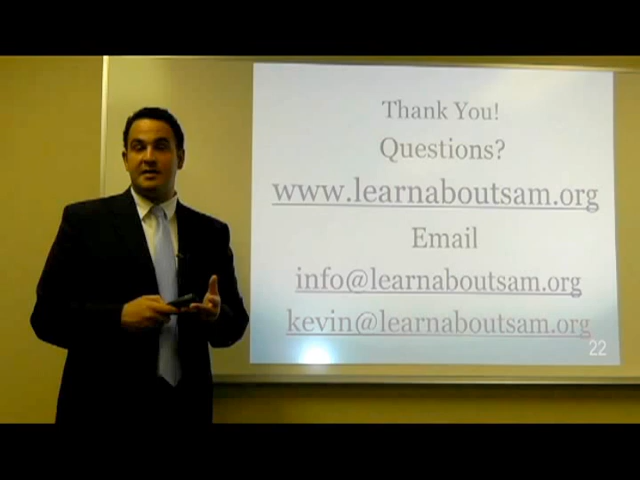 Thank You!
Questions?
www.learnaboutsam.org
Email
info@learnaboutsam.org
kevin@learnaboutsam.org
22